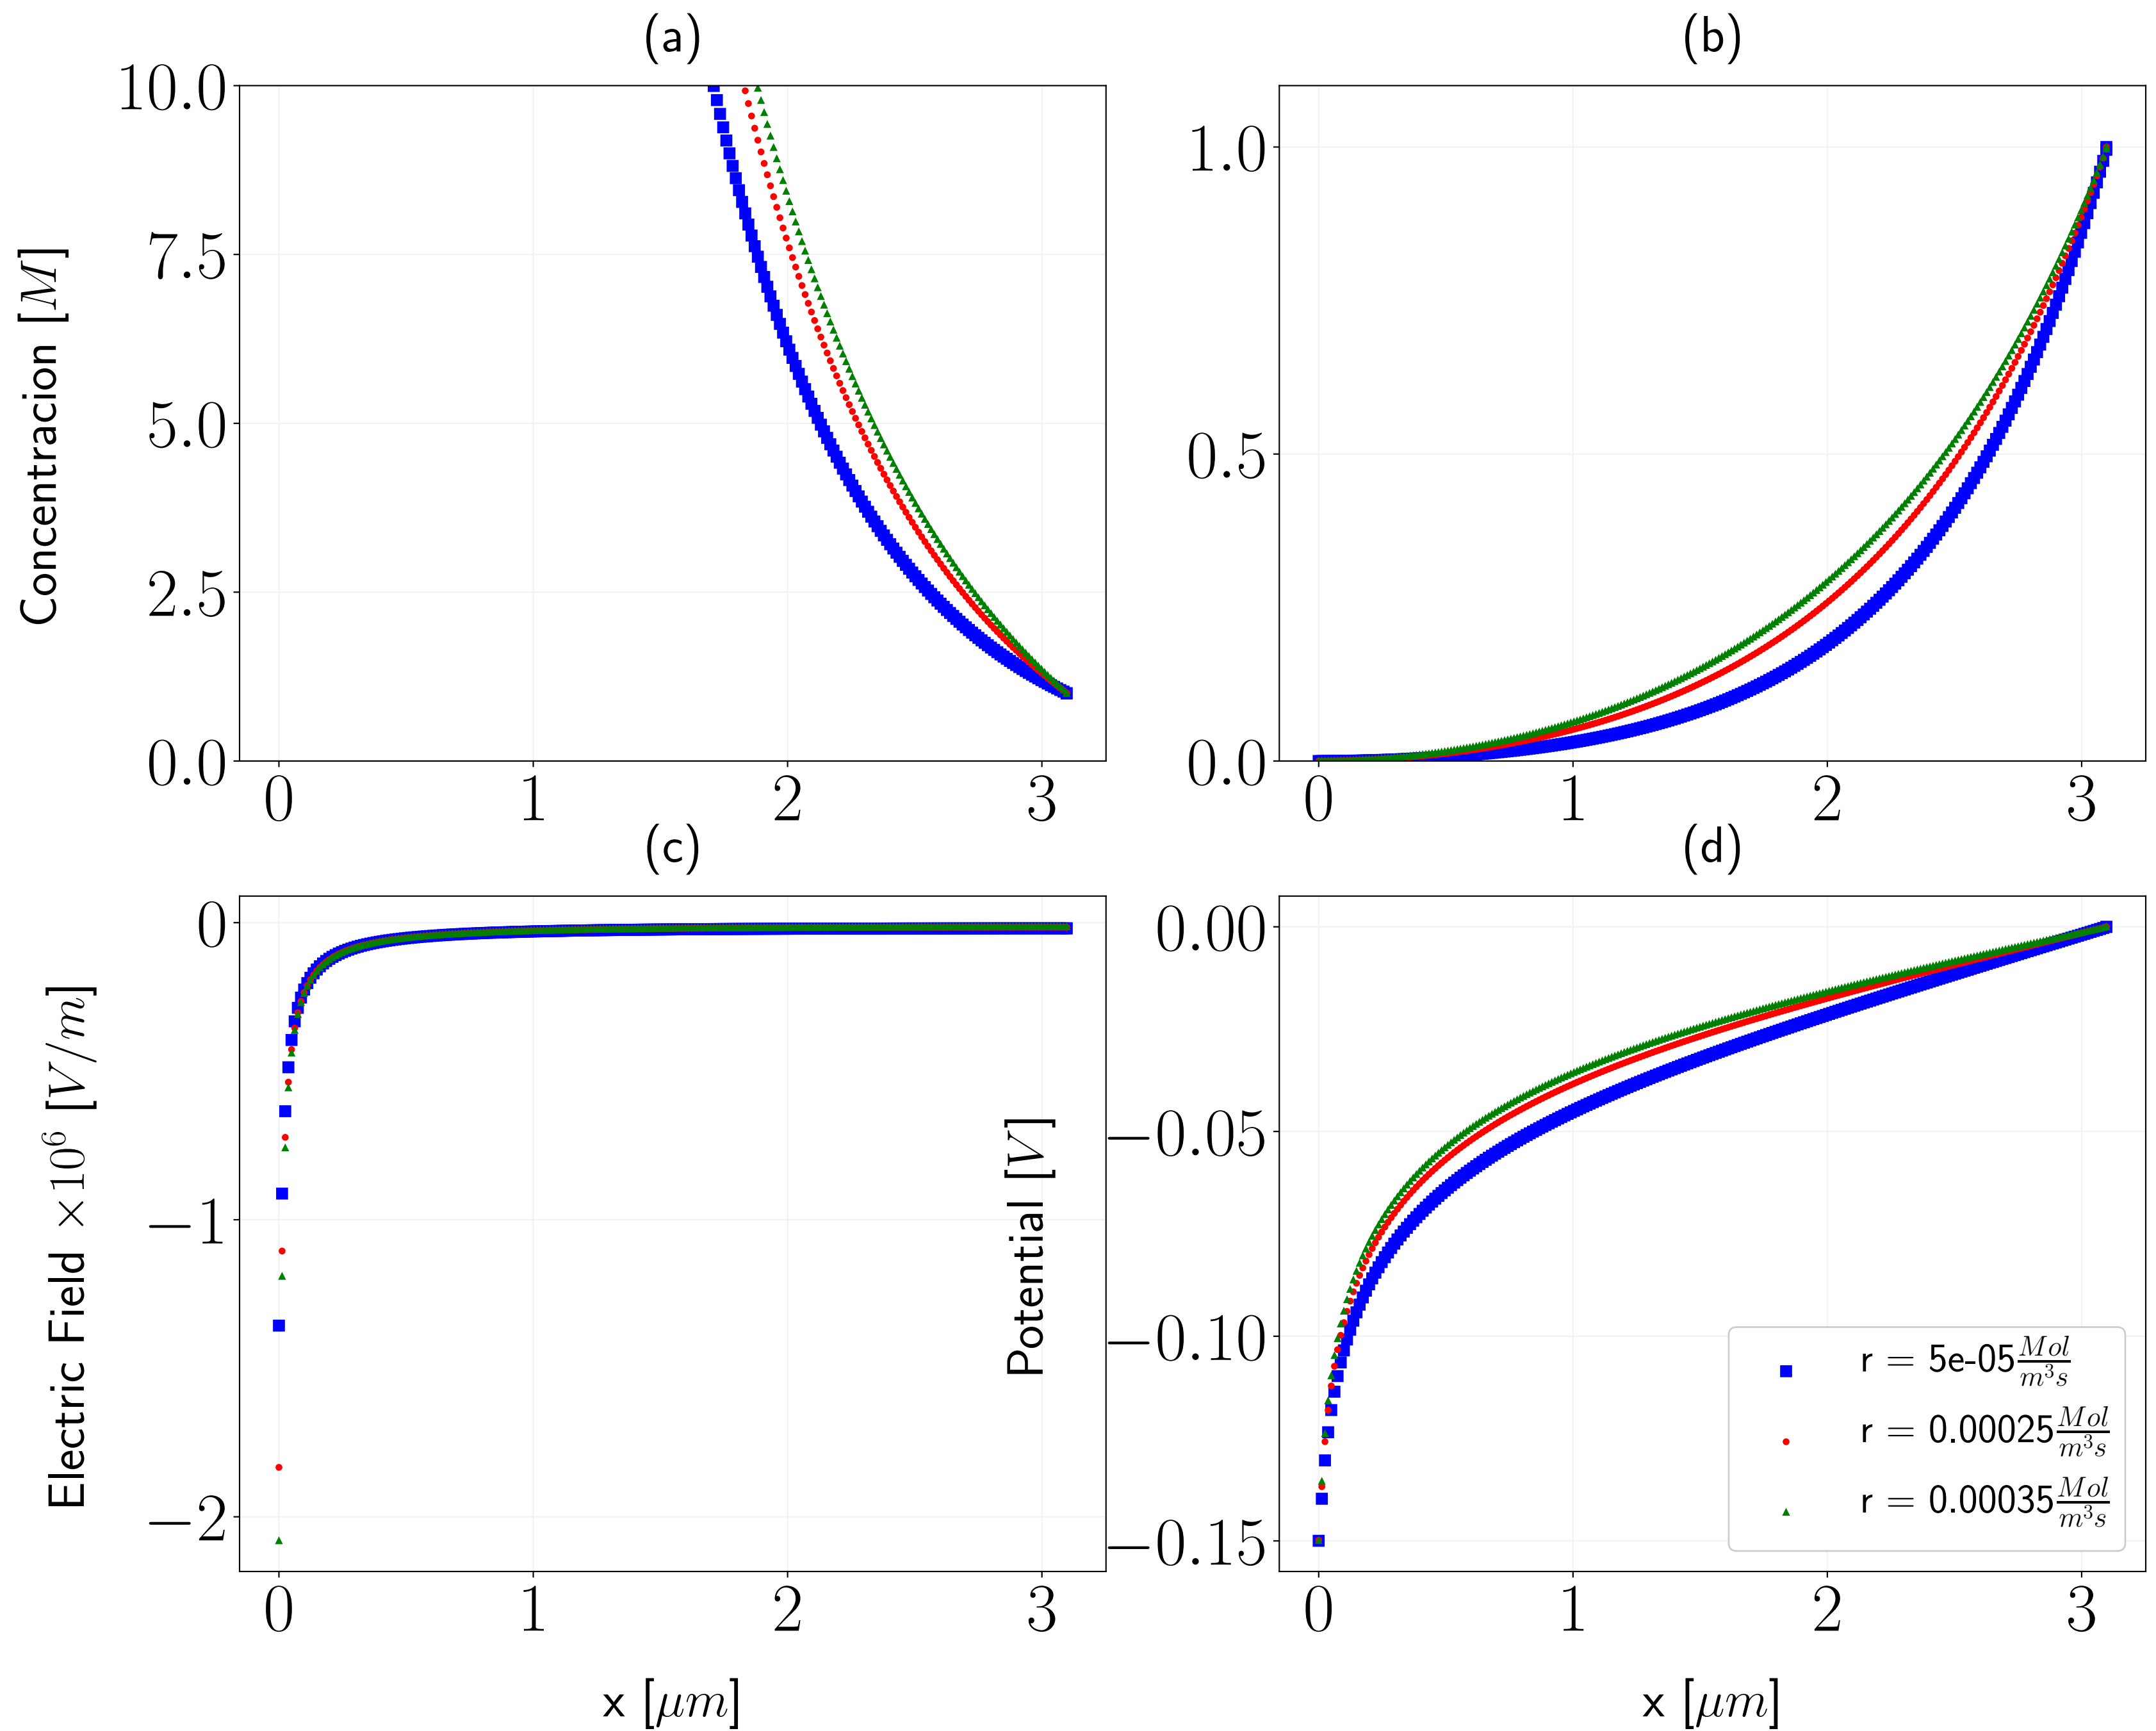 (a)
(b)
10.0
7.5
5.0
2.5
0.0
Concentracion [M]
0
1
2
3
1.0
0.5
0.0
0
1
2
3
(c)
(d)
0
−1
−2
Electric Field ×10⁶ [V/m]
0
1
2
3
x [μm]
0.00
−0.05
−0.10
−0.15
Potential [V]
r = 5e-05 Mol/m³s
r = 0.00025 Mol/m³s
r = 0.00035 Mol/m³s
0
1
2
3
x [μm]